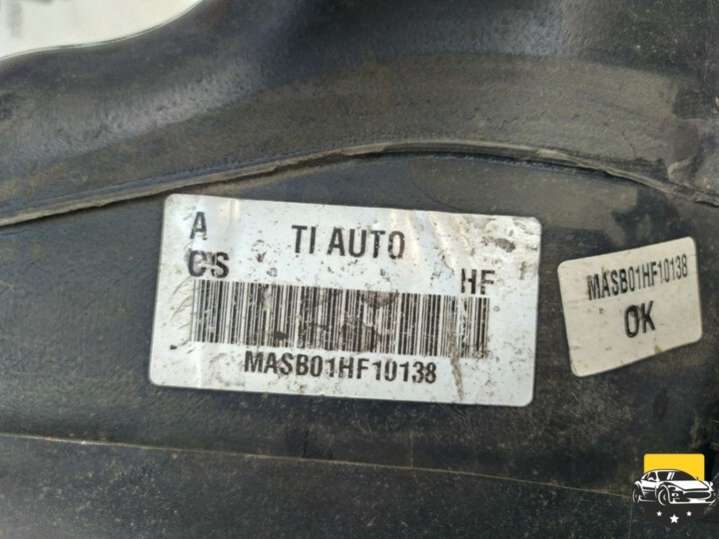 A
TI AUTO
CS
HF
MASB01HF10138
MASB01HF10138
OK